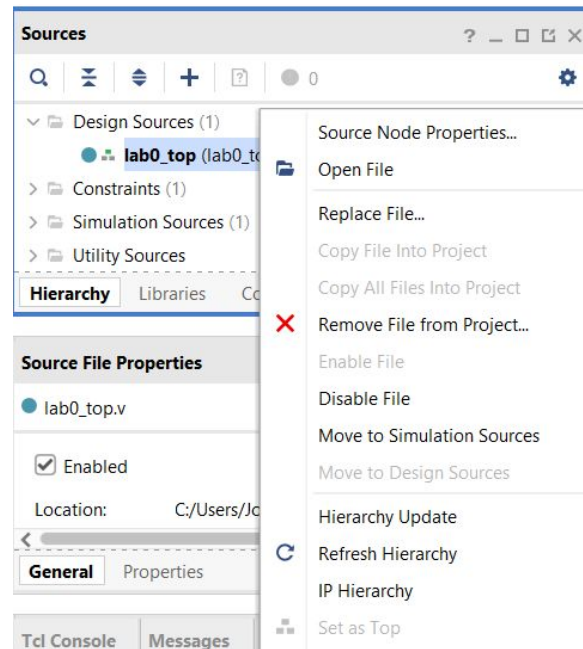 Sources
?
0
Design Sources (1)
lab0_top (lab0_to
Constraints (1)
Simulation Sources (1)
Utility Sources
Hierarchy Libraries Co
Source File Properties
lab0_top.v
Enabled
Location: C:/Users/Jo
General Properties
Tcl Console Messages
Source Node Properties...
Open File
Replace File...
Copy File Into Project
Copy All Files Into Project
Remove File from Project...
Enable File
Disable File
Move to Simulation Sources
Move to Design Sources
Hierarchy Update
Refresh Hierarchy
IP Hierarchy
Set as Top